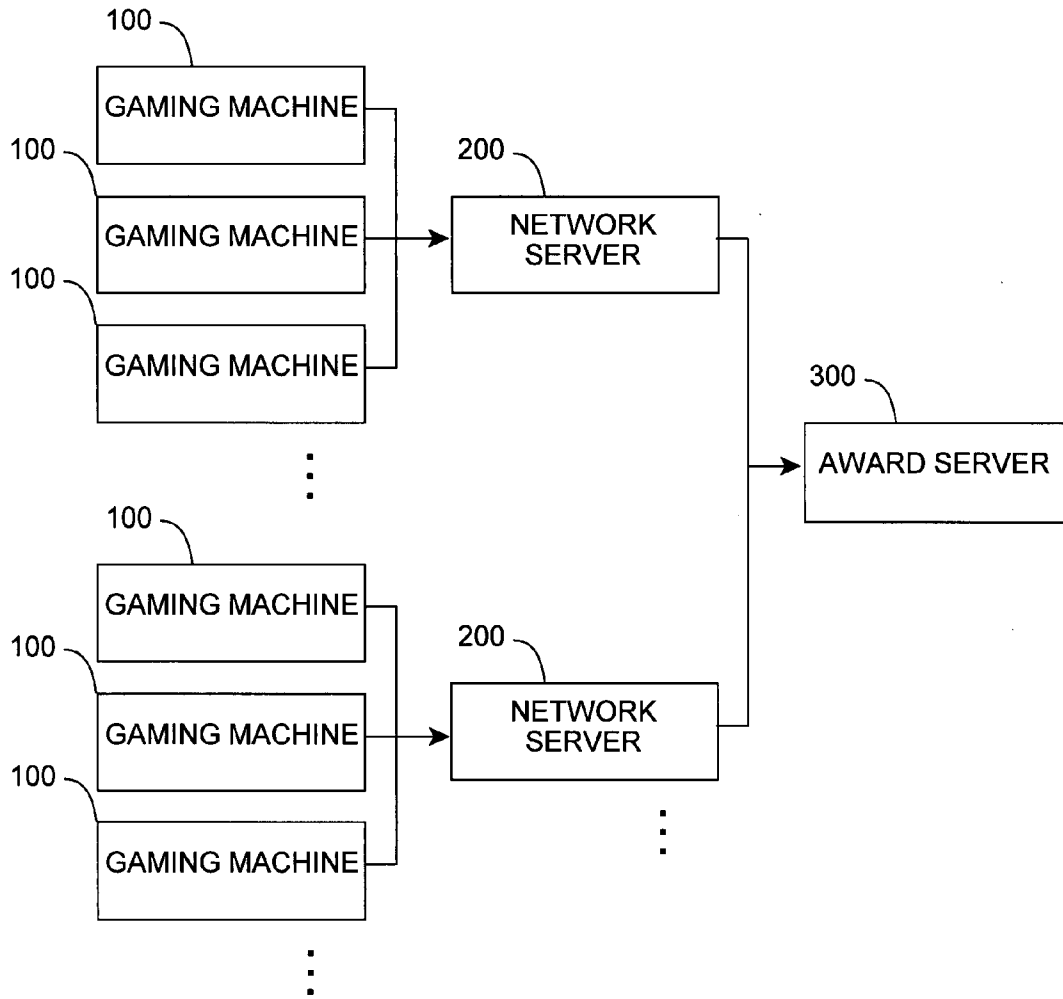 100
GAMING MACHINE
100
GAMING MACHINE
100
GAMING MACHINE
200
NETWORK
SERVER
300
AWARD SERVER
100
GAMING MACHINE
100
GAMING MACHINE
100
GAMING MACHINE
200
NETWORK
SERVER